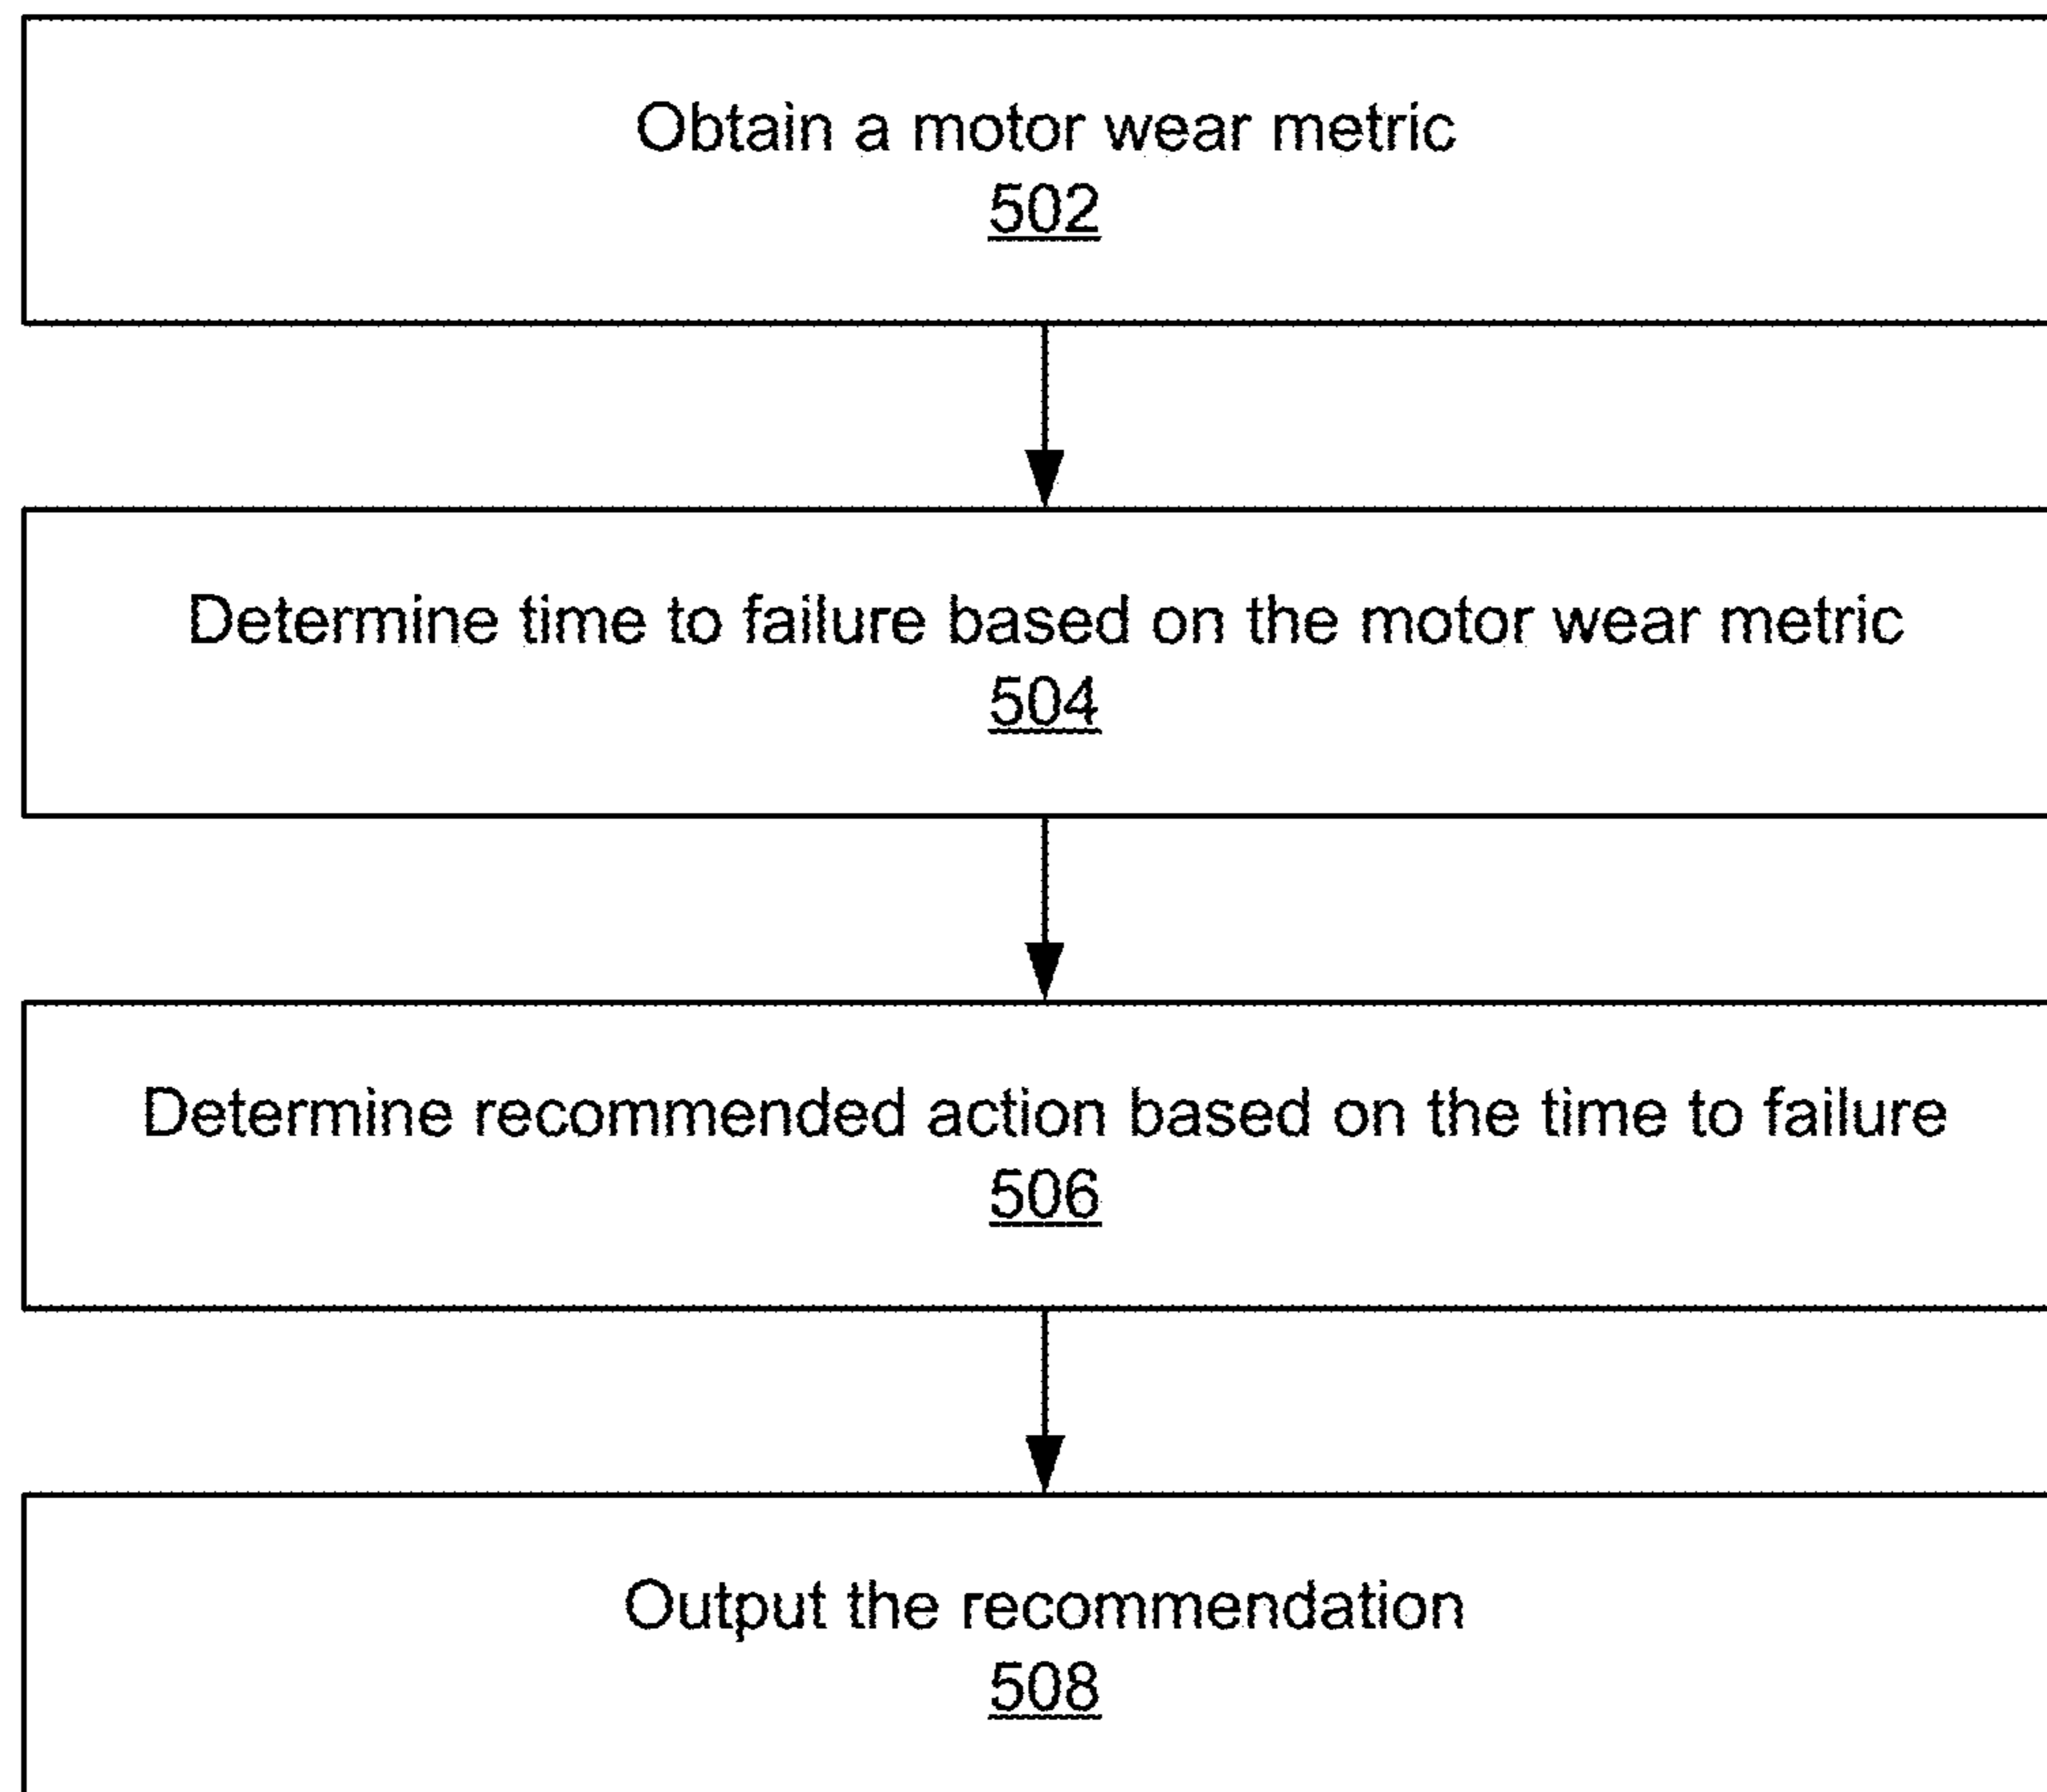 Obtain a motor wear metric
502
Determine time to failure based on the motor wear metric
504
Determine recommended action based on the time to failure
506
Output the recommendation
508